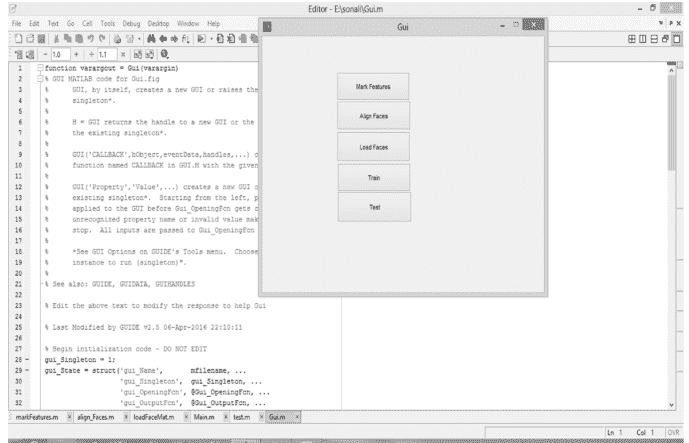 Editor - E:\sonali\Gui.m
File Edit Text Go Cell Tools Debug Desktop Window Help
- 1.0 + ÷ 1.1 ×
1 function varargout = Gui(varargin)
2 % GUI MATLAB code for Gui.fig
3 % GUI, by itself, creates a new GUI or raises the
4 % singleton*.
5 %
6 % H = GUI returns the handle to a new GUI or the
7 % the existing singleton*.
8 %
9 % GUI('CALLBACK',hObject,eventData,handles,...) c
10 % function named CALLBACK in GUI.M with the given
11 %
12 % GUI('Property','Value',...) creates a new GUI o
13 % existing singleton*. Starting from the left, p
14 % applied to the GUI before Gui_OpeningFcn gets c
15 % unrecognized property name or invalid value mak
16 % stop. All inputs are passed to Gui_OpeningFcn
17 %
18 % *See GUI Options on GUIDE's Tools menu. Choose
19 % instance to run (singleton)".
20 %
21 % See also: GUIDE, GUIDATA, GUIHANDLES
22
23 % Edit the above text to modify the response to help Gui
24
25 % Last Modified by GUIDE v2.5 06-Apr-2016 22:10:11
26
27 % Begin initialization code - DO NOT EDIT
28 - gui_Singleton = 1;
29 - gui_State = struct('gui_Name', mfilename, ...
30 'gui_Singleton', gui_Singleton, ...
31 'gui_OpeningFcn', @Gui_OpeningFcn, ...
32 'gui_OutputFcn', @Gui_OutputFcn, ...
Gui
Mark Features
Align Faces
Load Faces
Train
Test
markFeatures.m × align_Faces.m × loadFaceMat.m × Main.m × test.m × Gui.m ×
Ln 1 Col 1 OVR